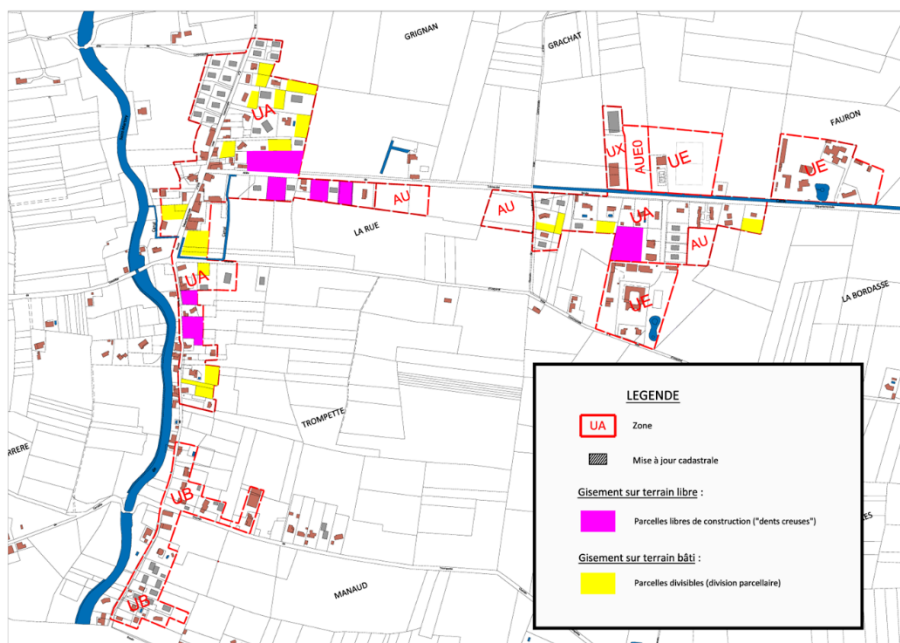 GRIGNAN
GRACHAT
FAURON
UA
UX
AUE0
UE
UE
AU
AU
UA
LA RUE
AU
UA
UE
LA BORDASSE
TROMPETTE
RRERE
UB
UB
MANAUD
ES
LEGENDE
UA Zone
Mise à jour cadastrale
Gisement sur terrain libre :
Parcelles libres de construction ("dents creuses")
Gisement sur terrain bâti :
Parcelles divisibles (division parcellaire)